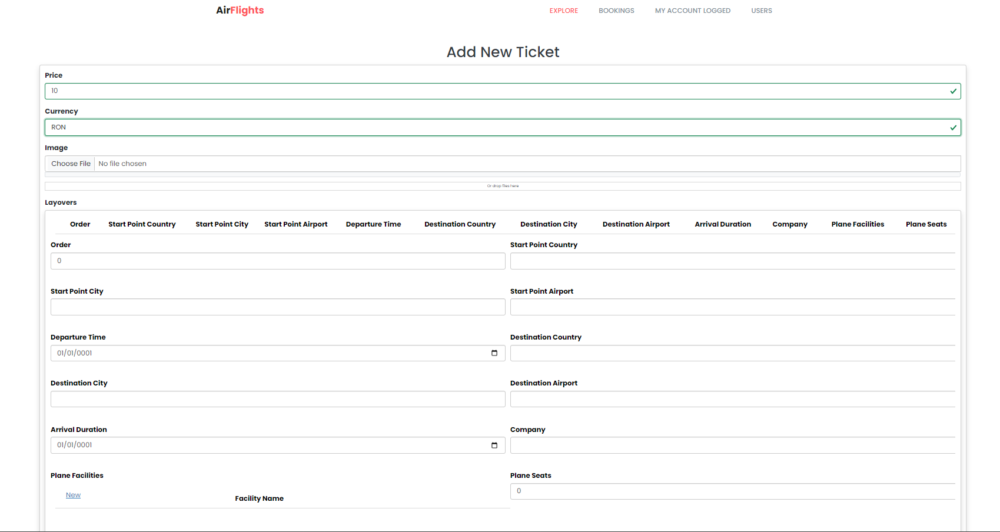 AirFlights EXPLORE BOOKINGS MY ACCOUNT LOGGED USERS
Add New Ticket
Price
10
Currency
RON
Image
Choose File No file chosen
Or drop files here
Layovers
Order Start Point Country Start Point City Start Point Airport Departure Time Destination Country Destination City Destination Airport Arrival Duration Company Plane Facilities Plane Seats
Order Start Point Country
0
Start Point City Start Point Airport
Departure Time Destination Country
01/01/0001
Destination City Destination Airport
Arrival Duration Company
01/01/0001
Plane Facilities Plane Seats
0
New Facility Name